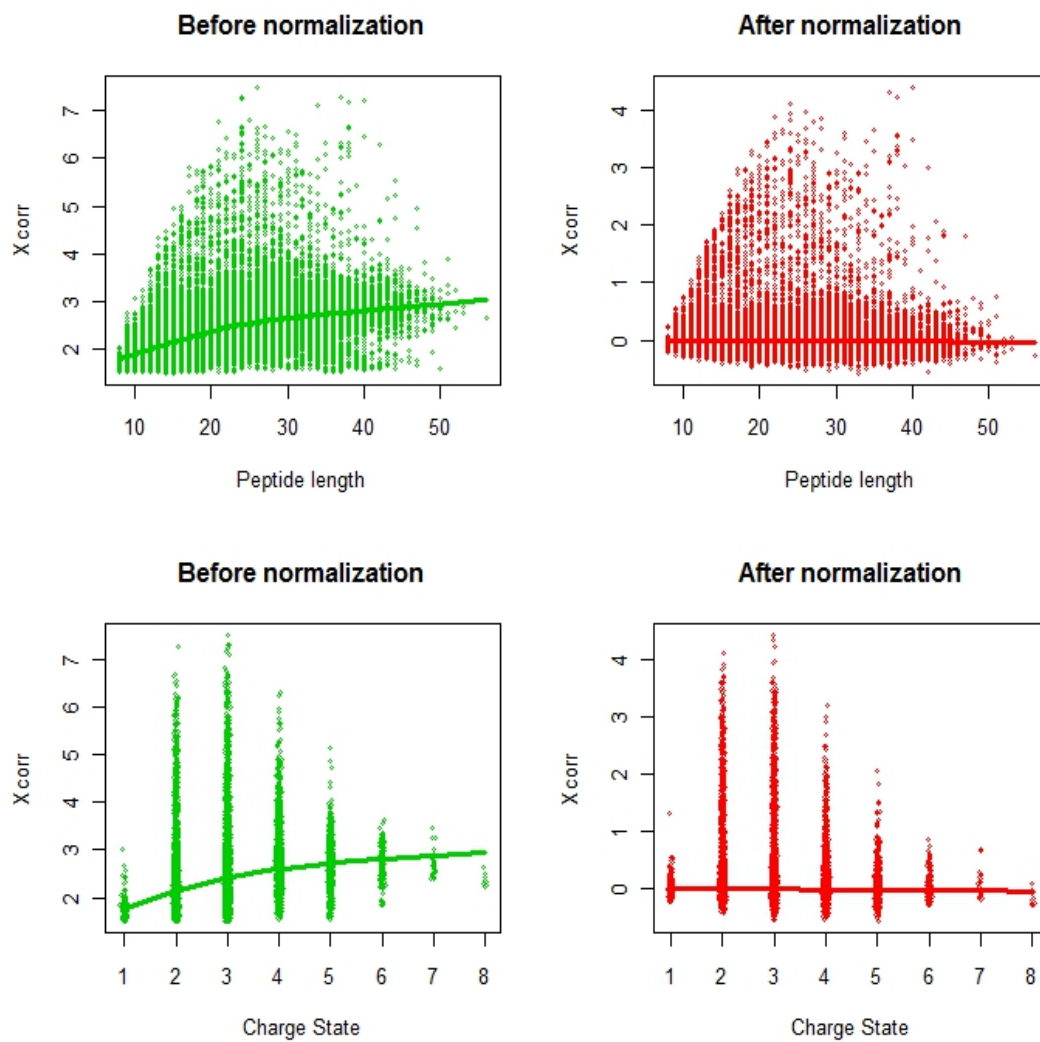 Before normalization
After normalization
7
6
5
4
3
2
Xcorr
10 20 30 40 50
Peptide length
4
3
2
1
0
Xcorr
10 20 30 40 50
Peptide length
Before normalization
After normalization
7
6
5
4
3
2
Xcorr
1 2 3 4 5 6 7 8
Charge State
4
3
2
1
0
Xcorr
1 2 3 4 5 6 7 8
Charge State